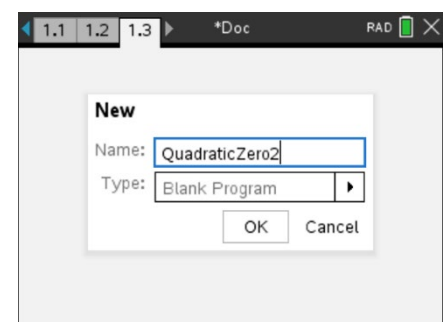 1.1 1.2 1.3 *Doc RAD
New
Name: QuadraticZero2
Type: Blank Program
OK Cancel